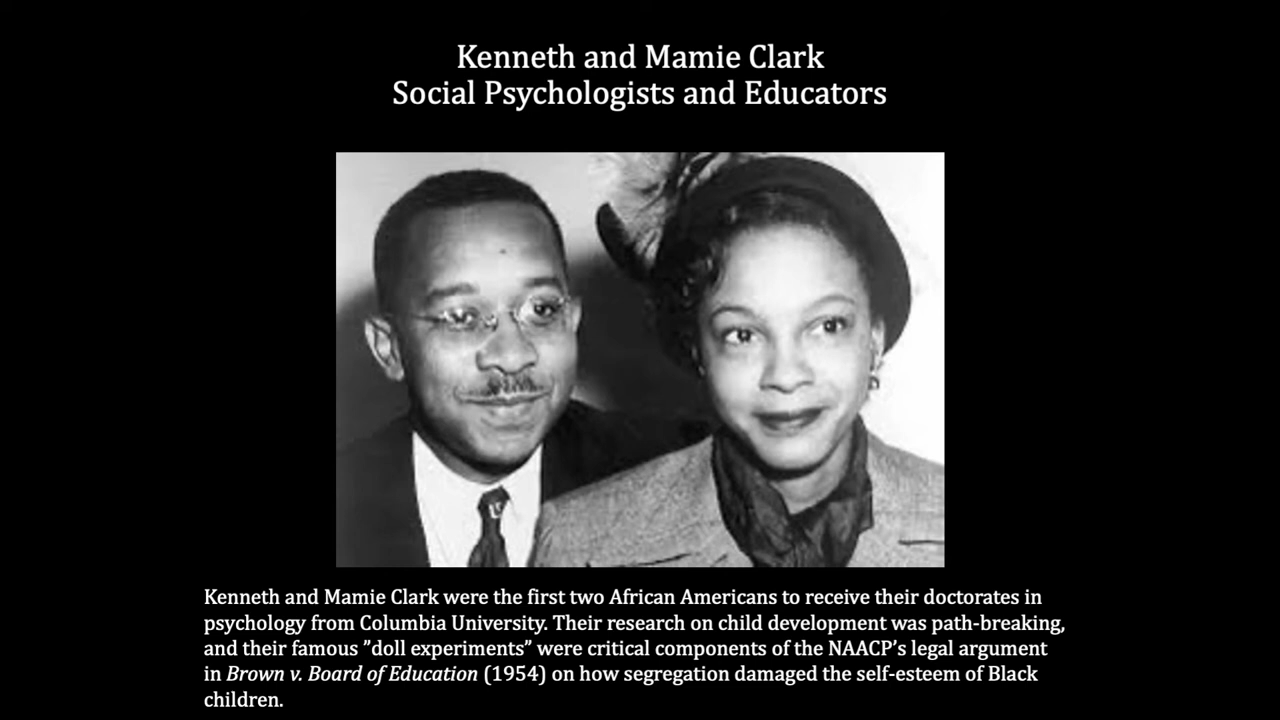 Kenneth and Mamie Clark
Social Psychologists and Educators
Kenneth and Mamie Clark were the first two African Americans to receive their doctorates in
psychology from Columbia University. Their research on child development was path-breaking,
and their famous ”doll experiments” were critical components of the NAACP’s legal argument
in Brown v. Board of Education (1954) on how segregation damaged the self-esteem of Black
children.